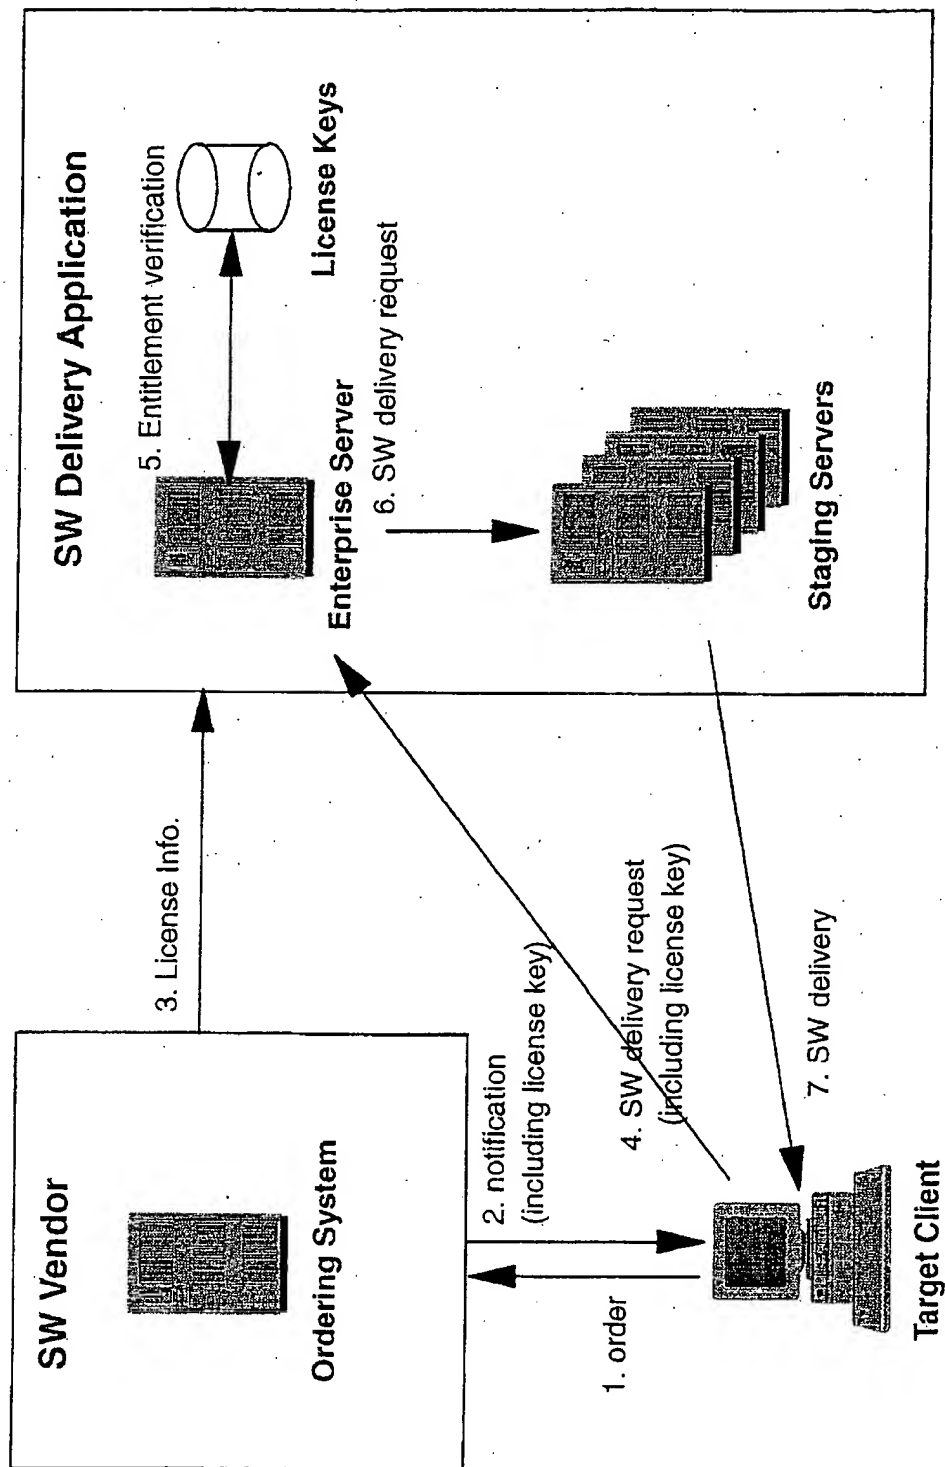 SW Vendor
Ordering System
1. order
2. notification
(including license key)
3. License Info.
Target Client
4. SW delivery request
(including license key)
7. SW delivery
SW Delivery Application
5. Entitlement verification
License Keys
Enterprise Server
6. SW delivery request
Staging Servers